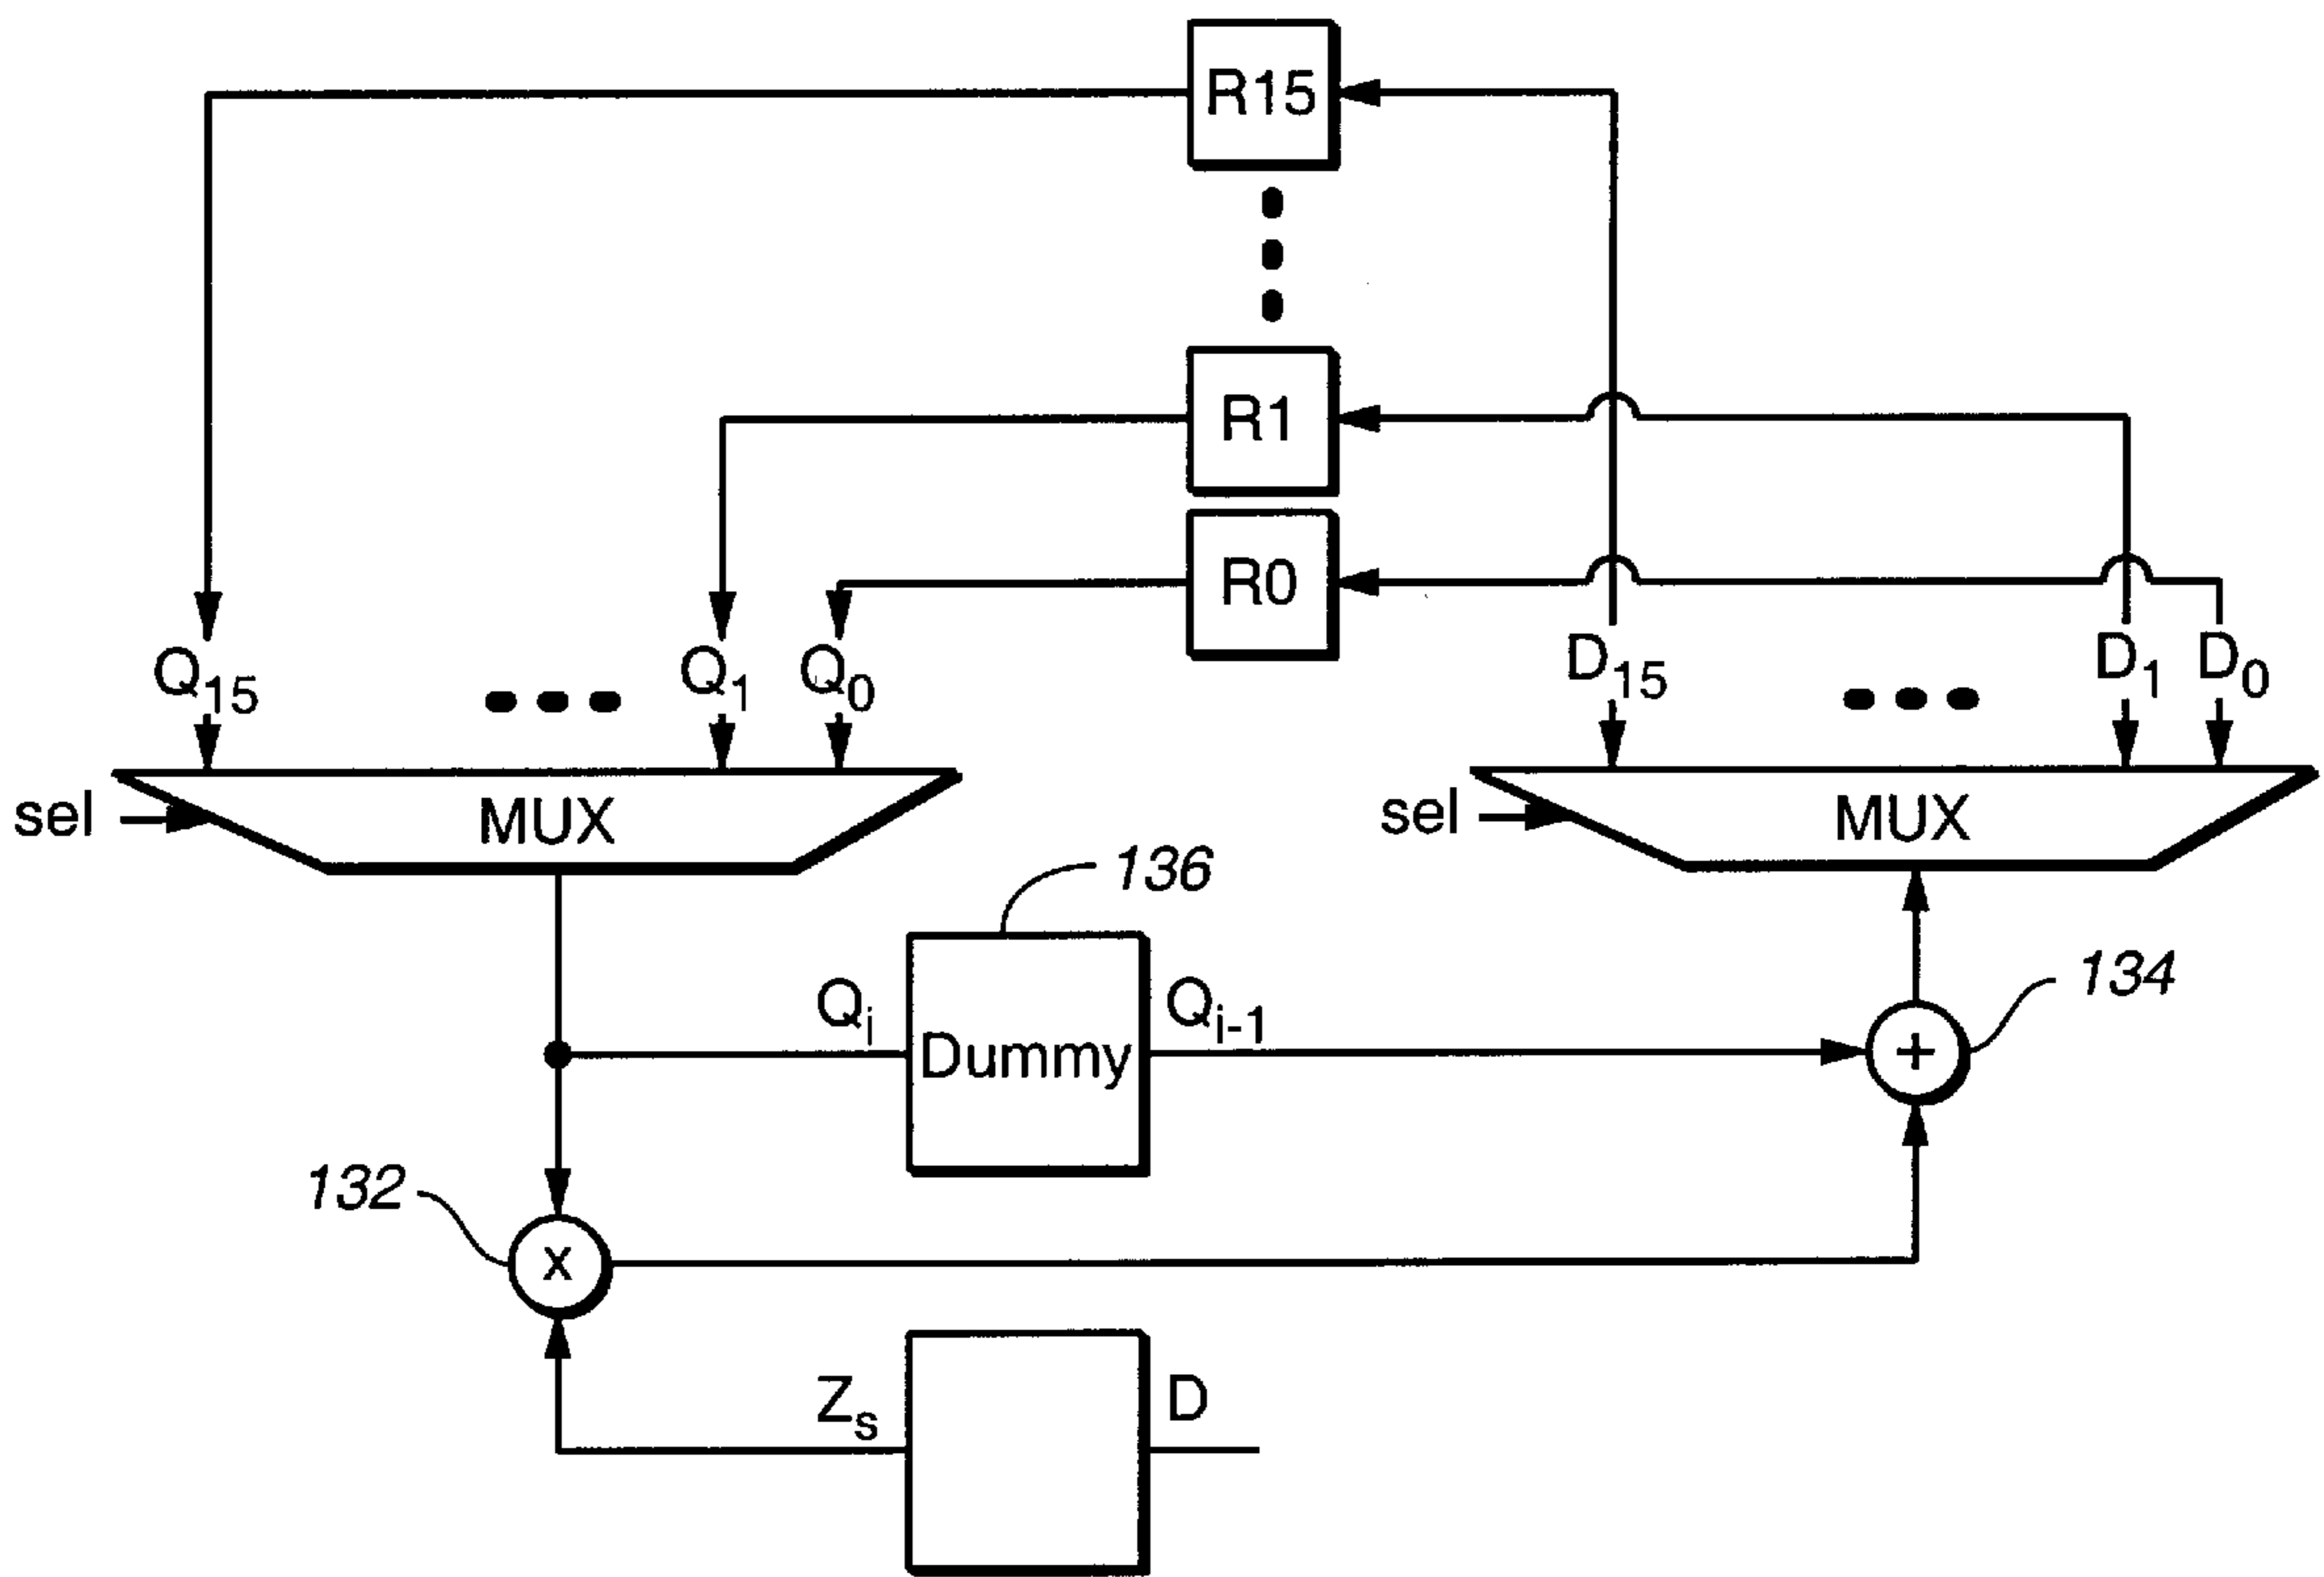 R15
R1
R0
Q15
Q1
Q0
D15
D1
D0
sel
MUX
sel
MUX
136
Qi
Dummy
Qi-1
134
+
132
x
Zs
D